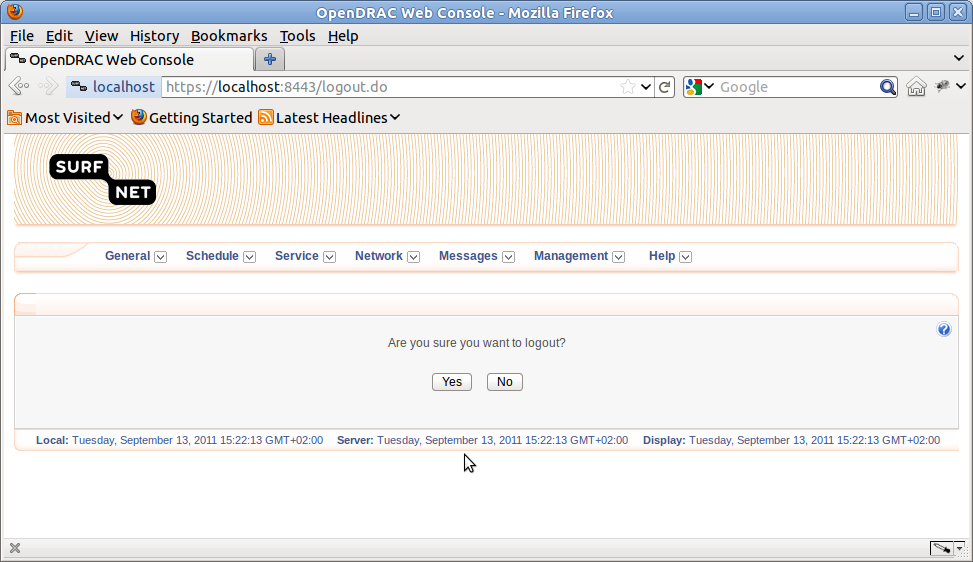 OpenDRAC Web Console - Mozilla Firefox
File Edit View History Bookmarks Tools Help
OpenDRAC Web Console
localhost https://localhost:8443/logout.do Google
Most Visited Getting Started Latest Headlines
SURF
NET
General Schedule Service Network Messages Management Help
?
Are you sure you want to logout?
Yes No
Local: Tuesday, September 13, 2011 15:22:13 GMT+02:00 Server: Tuesday, September 13, 2011 15:22:13 GMT+02:00 Display: Tuesday, September 13, 2011 15:22:13 GMT+02:00